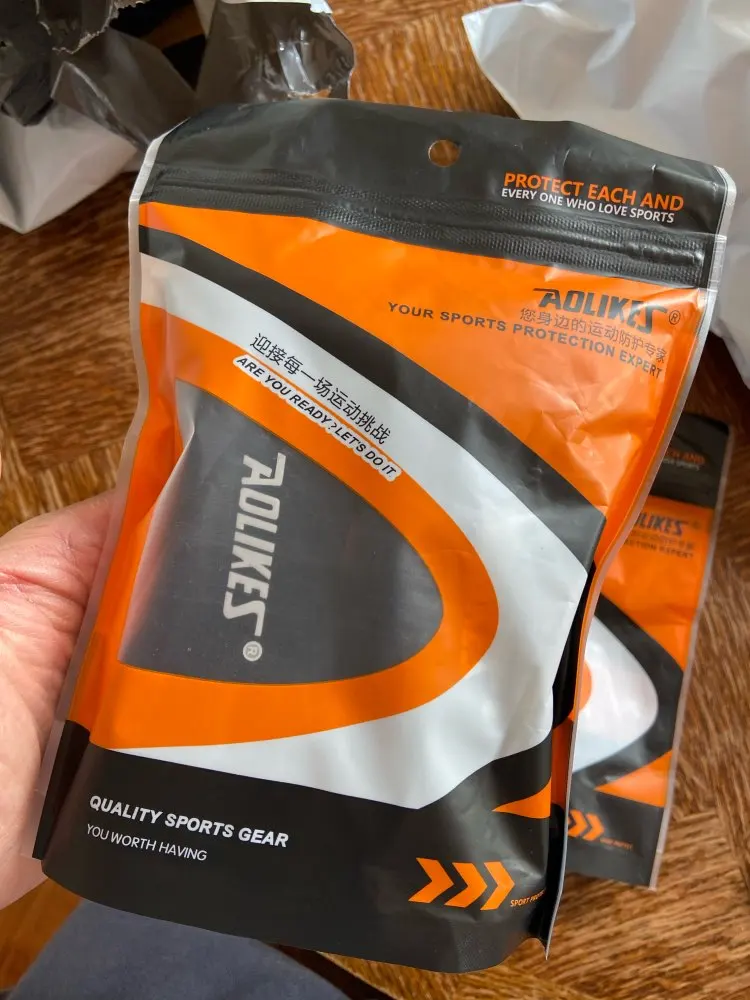 PROTECT EACH AND
EVERY ONE WHO LOVE SPORTS
AOLIKES®
您身边的运动防护专家
YOUR SPORTS PROTECTION EXPERT
迎接每一场运动挑战
ARE YOU READY?LET'S DO IT
AOLIKES®
QUALITY SPORTS GEAR
YOU WORTH HAVING
SPORT